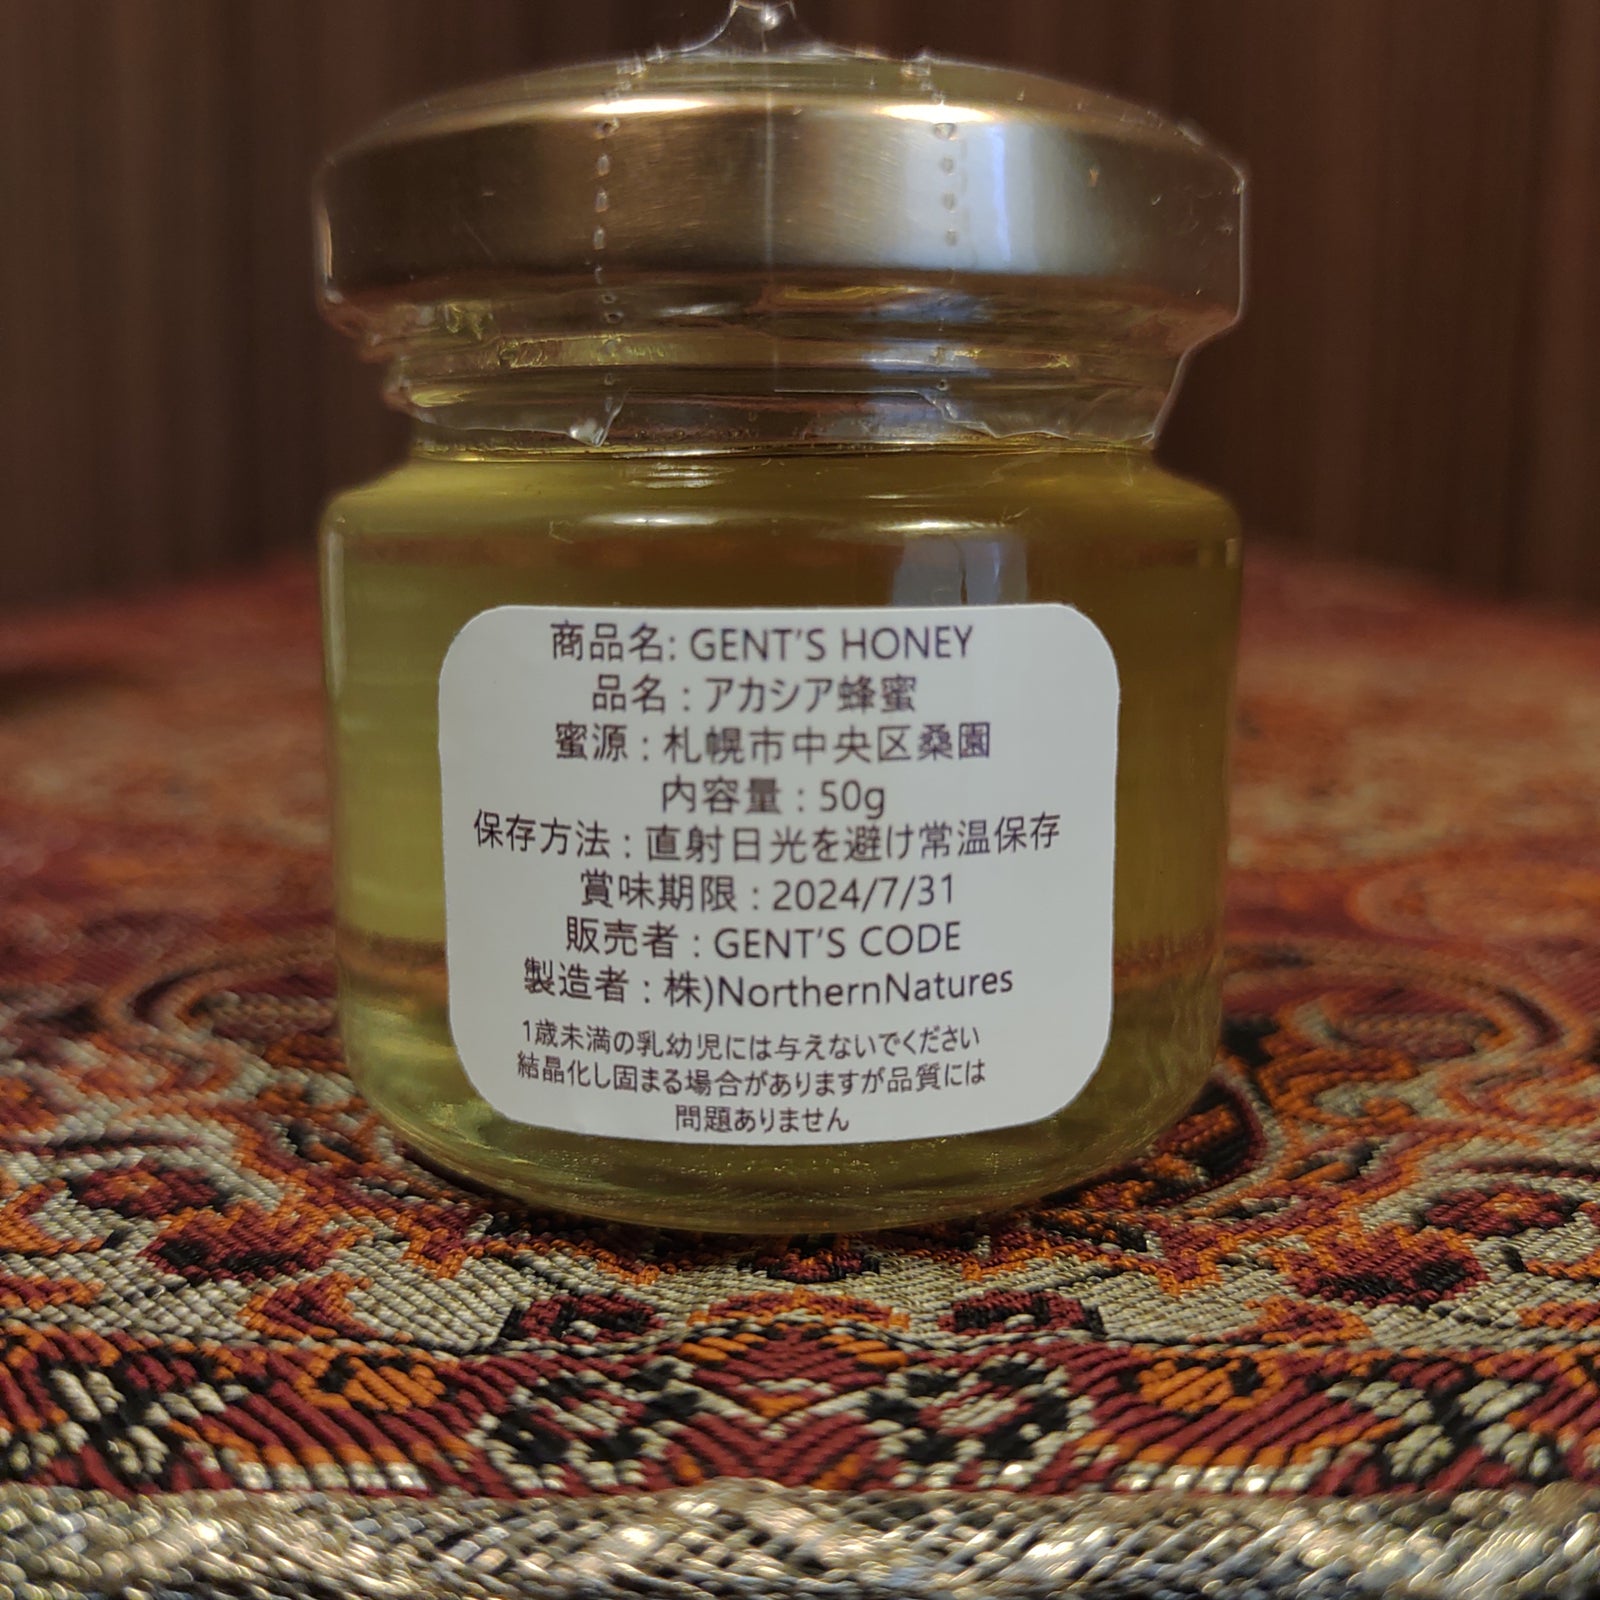 商品名: GENT'S HONEY
品名 : アカシア蜂蜜
蜜源 : 札幌市中央区桑園
内容量 : 50g
保存方法 : 直射日光を避け常温保存
賞味期限 : 2024/7/31
販売者 : GENT'S CODE
製造者 : 株)NorthernNatures
1歳未満の乳幼児には与えないでください
結晶化し固まる場合がありますが品質には
問題ありません